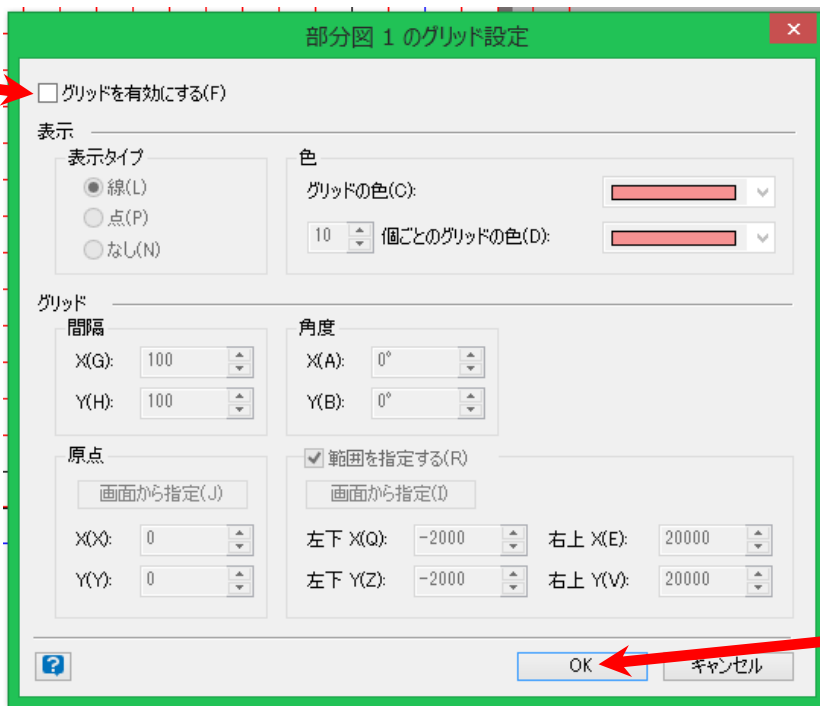 部分図 1 のグリッド設定
グリッドを有効にする(F)
表示
表示タイプ
線(L)
点(P)
なし(N)
色
グリッドの色(C):
10 個ごとのグリッドの色(D):
グリッド
間隔
X(G): 100
Y(H): 100
角度
X(A): 0°
Y(B): 0°
原点
画面から指定(J)
X(X): 0
Y(Y): 0
範囲を指定する(R)
画面から指定(I)
左下 X(Q): -2000 右上 X(E): 20000
左下 Y(Z): -2000 右上 Y(V): 20000
OK キャンセル